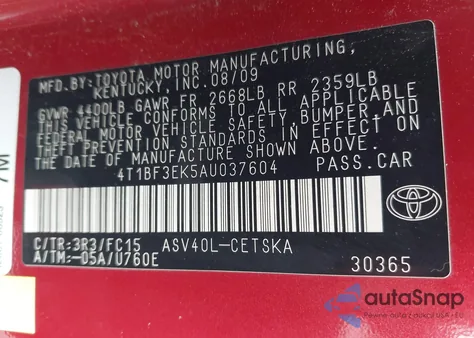 MFD.BY:TOYOTA MOTOR MANUFACTURING,
KENTUCKY, INC. 08/09
GVWR 4400LB GAWR FR 2668LB RR 2359LB
THIS VEHICLE CONFORMS TO ALL APPLICABLE
FEDERAL MOTOR VEHICLE SAFETY, BUMPER, AND
THEFT PREVENTION STANDARDS IN EFFECT ON
THE DATE OF MANUFACTURE SHOWN ABOVE.
4T1BF3EK5AU037604 PASS.CAR
C/TR:3R3/FC15 ASV40L-CETSKA
A/TM:-05A/U760E
30365
autoSnap